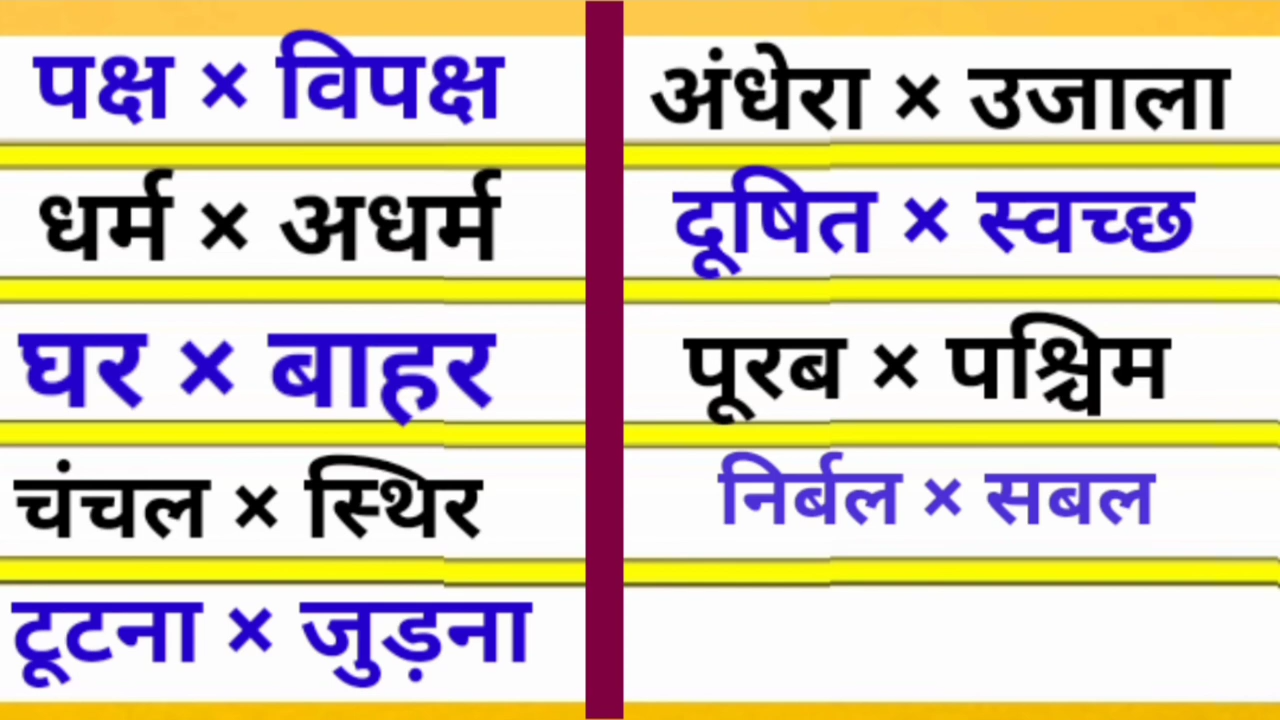 पक्ष × विपक्ष
धर्म × अधर्म
घर × बाहर
चंचल × स्थिर
टूटना × जुड़ना
अंधेरा × उजाला
दूषित × स्वच्छ
पूरब × पश्चिम
निर्बल × सबल